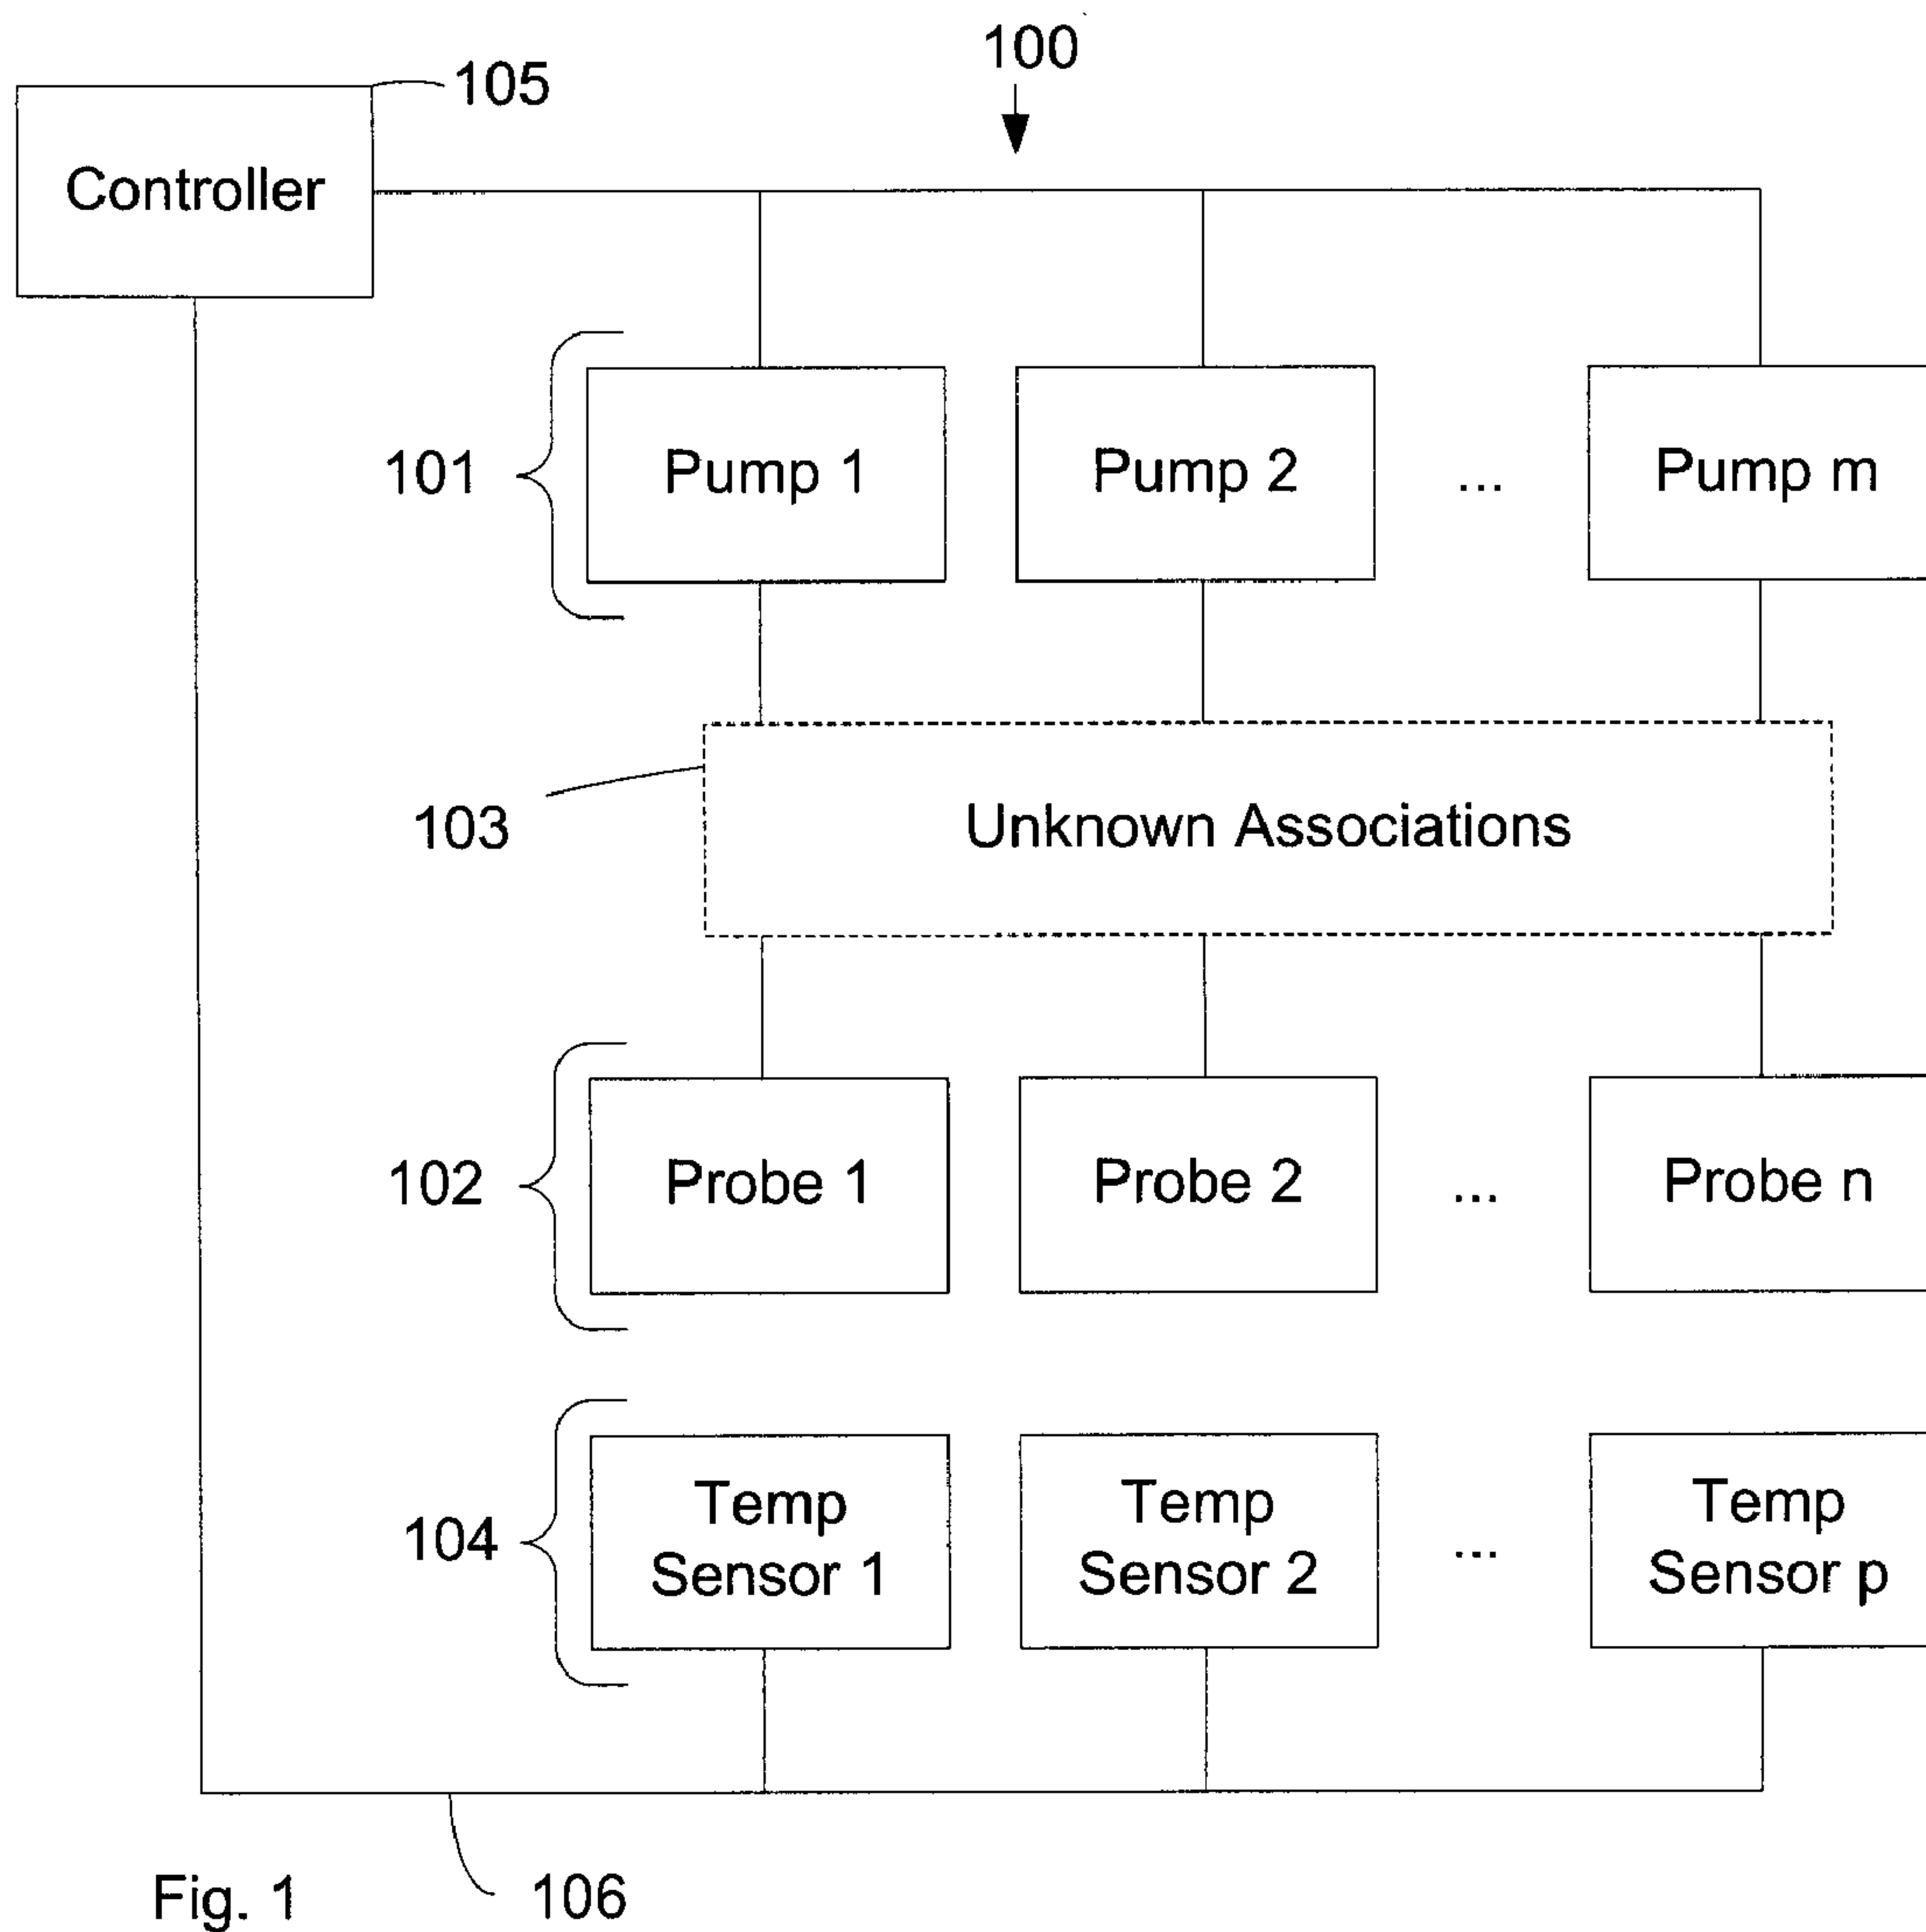 100
105
Controller
101
Pump 1
Pump 2
...
Pump m
103
Unknown Associations
102
Probe 1
Probe 2
...
Probe n
104
Temp
Sensor 1
Temp
Sensor 2
...
Temp
Sensor p
Fig. 1
106